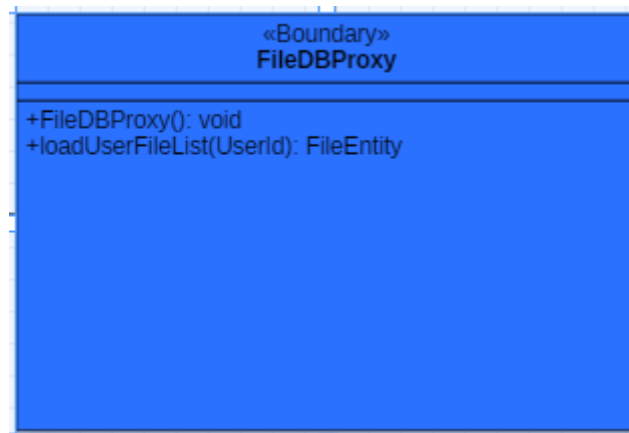 «Boundary»
FileDBProxy
+FileDBProxy(): void
+loadUserFileList(UserId): FileEntity